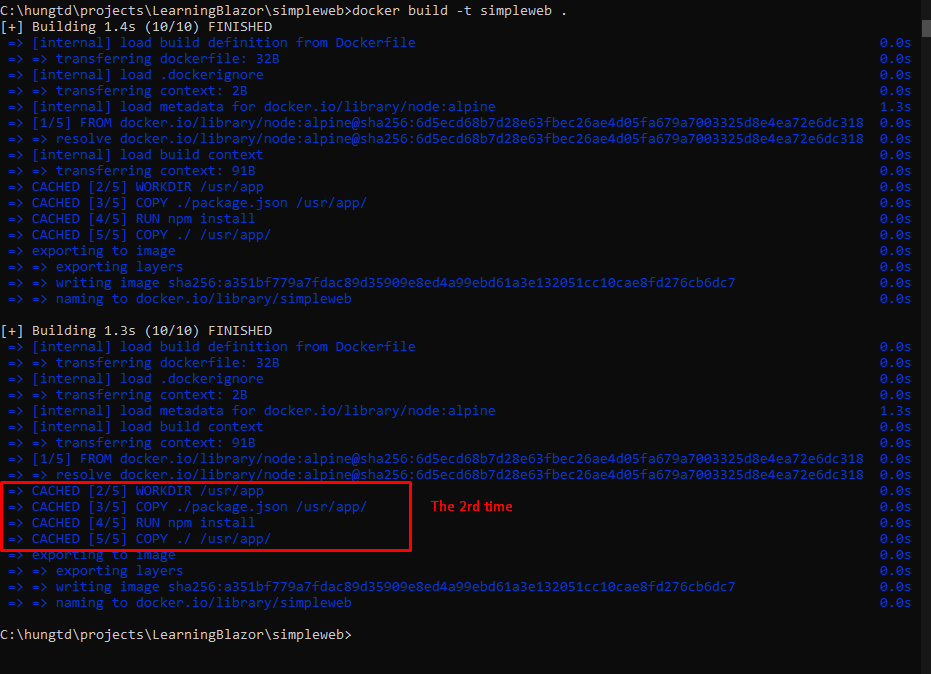 C:\hungtd\projects\LearningBlazor\simpleweb>docker build -t simpleweb .
[+] Building 1.4s (10/10) FINISHED
=> [internal] load build definition from Dockerfile 0.0s
=> => transferring dockerfile: 32B 0.0s
=> [internal] load .dockerignore 0.0s
=> => transferring context: 2B 0.0s
=> [internal] load metadata for docker.io/library/node:alpine 1.3s
=> [1/5] FROM docker.io/library/node:alpine@sha256:6d5ecd68b7d28e63fbec26ae4d05fa679a7003325d8e4ea72e6dc318 0.0s
=> => resolve docker.io/library/node:alpine@sha256:6d5ecd68b7d28e63fbec26ae4d05fa679a7003325d8e4ea72e6dc318 0.0s
=> [internal] load build context 0.0s
=> => transferring context: 91B 0.0s
=> CACHED [2/5] WORKDIR /usr/app 0.0s
=> CACHED [3/5] COPY ./package.json /usr/app/ 0.0s
=> CACHED [4/5] RUN npm install 0.0s
=> CACHED [5/5] COPY ./ /usr/app/ 0.0s
=> exporting to image 0.0s
=> => exporting layers 0.0s
=> => writing image sha256:a351bf779a7fdac89d35909e8ed4a99ebd61a3e132051cc10cae8fd276cb6dc7 0.0s
=> => naming to docker.io/library/simpleweb 0.0s
[+] Building 1.3s (10/10) FINISHED
=> [internal] load build definition from Dockerfile 0.0s
=> => transferring dockerfile: 32B 0.0s
=> [internal] load .dockerignore 0.0s
=> => transferring context: 2B 0.0s
=> [internal] load metadata for docker.io/library/node:alpine 1.3s
=> [internal] load build context 0.0s
=> => transferring context: 91B 0.0s
=> [1/5] FROM docker.io/library/node:alpine@sha256:6d5ecd68b7d28e63fbec26ae4d05fa679a7003325d8e4ea72e6dc318 0.0s
=> => resolve docker.io/library/node:alpine@sha256:6d5ecd68b7d28e63fbec26ae4d05fa679a7003325d8e4ea72e6dc318 0.0s
=> CACHED [2/5] WORKDIR /usr/app 0.0s
=> CACHED [3/5] COPY ./package.json /usr/app/ The 2rd time 0.0s
=> CACHED [4/5] RUN npm install 0.0s
=> CACHED [5/5] COPY ./ /usr/app/ 0.0s
=> exporting to image 0.0s
=> => exporting layers 0.0s
=> => writing image sha256:a351bf779a7fdac89d35909e8ed4a99ebd61a3e132051cc10cae8fd276cb6dc7 0.0s
=> => naming to docker.io/library/simpleweb 0.0s
C:\hungtd\projects\LearningBlazor\simpleweb>